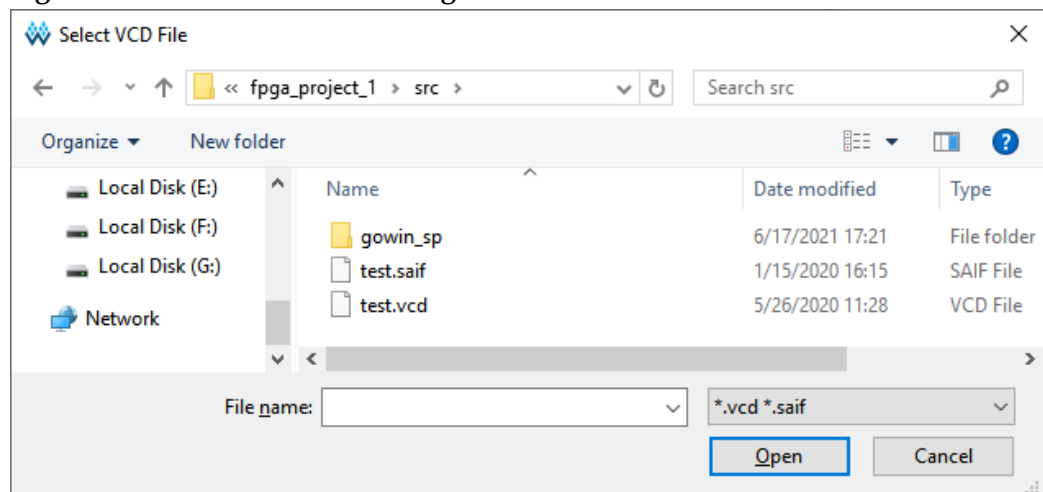 Select VCD File
« fpga_project_1 › src ›
Search src
Organize
New folder
Local Disk (E:)
Local Disk (F:)
Local Disk (G:)
Network
Name Date modified Type
gowin_sp 6/17/2021 17:21 File folder
test.saif 1/15/2020 16:15 SAIF File
test.vcd 5/26/2020 11:28 VCD File
File name:
*.vcd *.saif
Open
Cancel